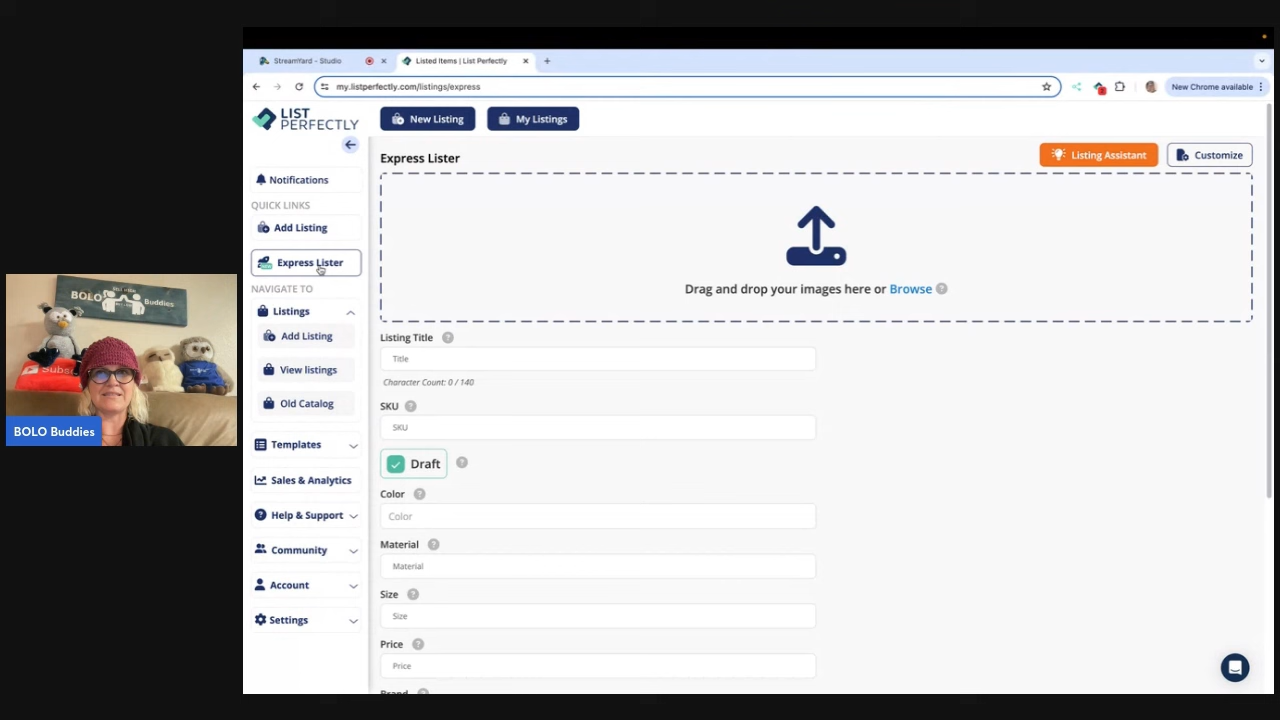 StreamYard - Studio
Listed Items | List Perfectly
my.listperfectly.com/listings/express
New Chrome available
LIST
PERFECTLY
New Listing
My Listings
Notifications
QUICK LINKS
Add Listing
Express Lister
NAVIGATE TO
Listings
Add Listing
View listings
Old Catalog
Templates
Sales & Analytics
Help & Support
Community
Account
Settings
Express Lister
Listing Assistant
Customize
Drag and drop your images here or Browse
Listing Title
Title
Character Count: 0 / 140
SKU
SKU
Draft
Color
Color
Material
Material
Size
Size
Price
Price
Brand
BOLO
Buddies
Subs
BOLO Buddies